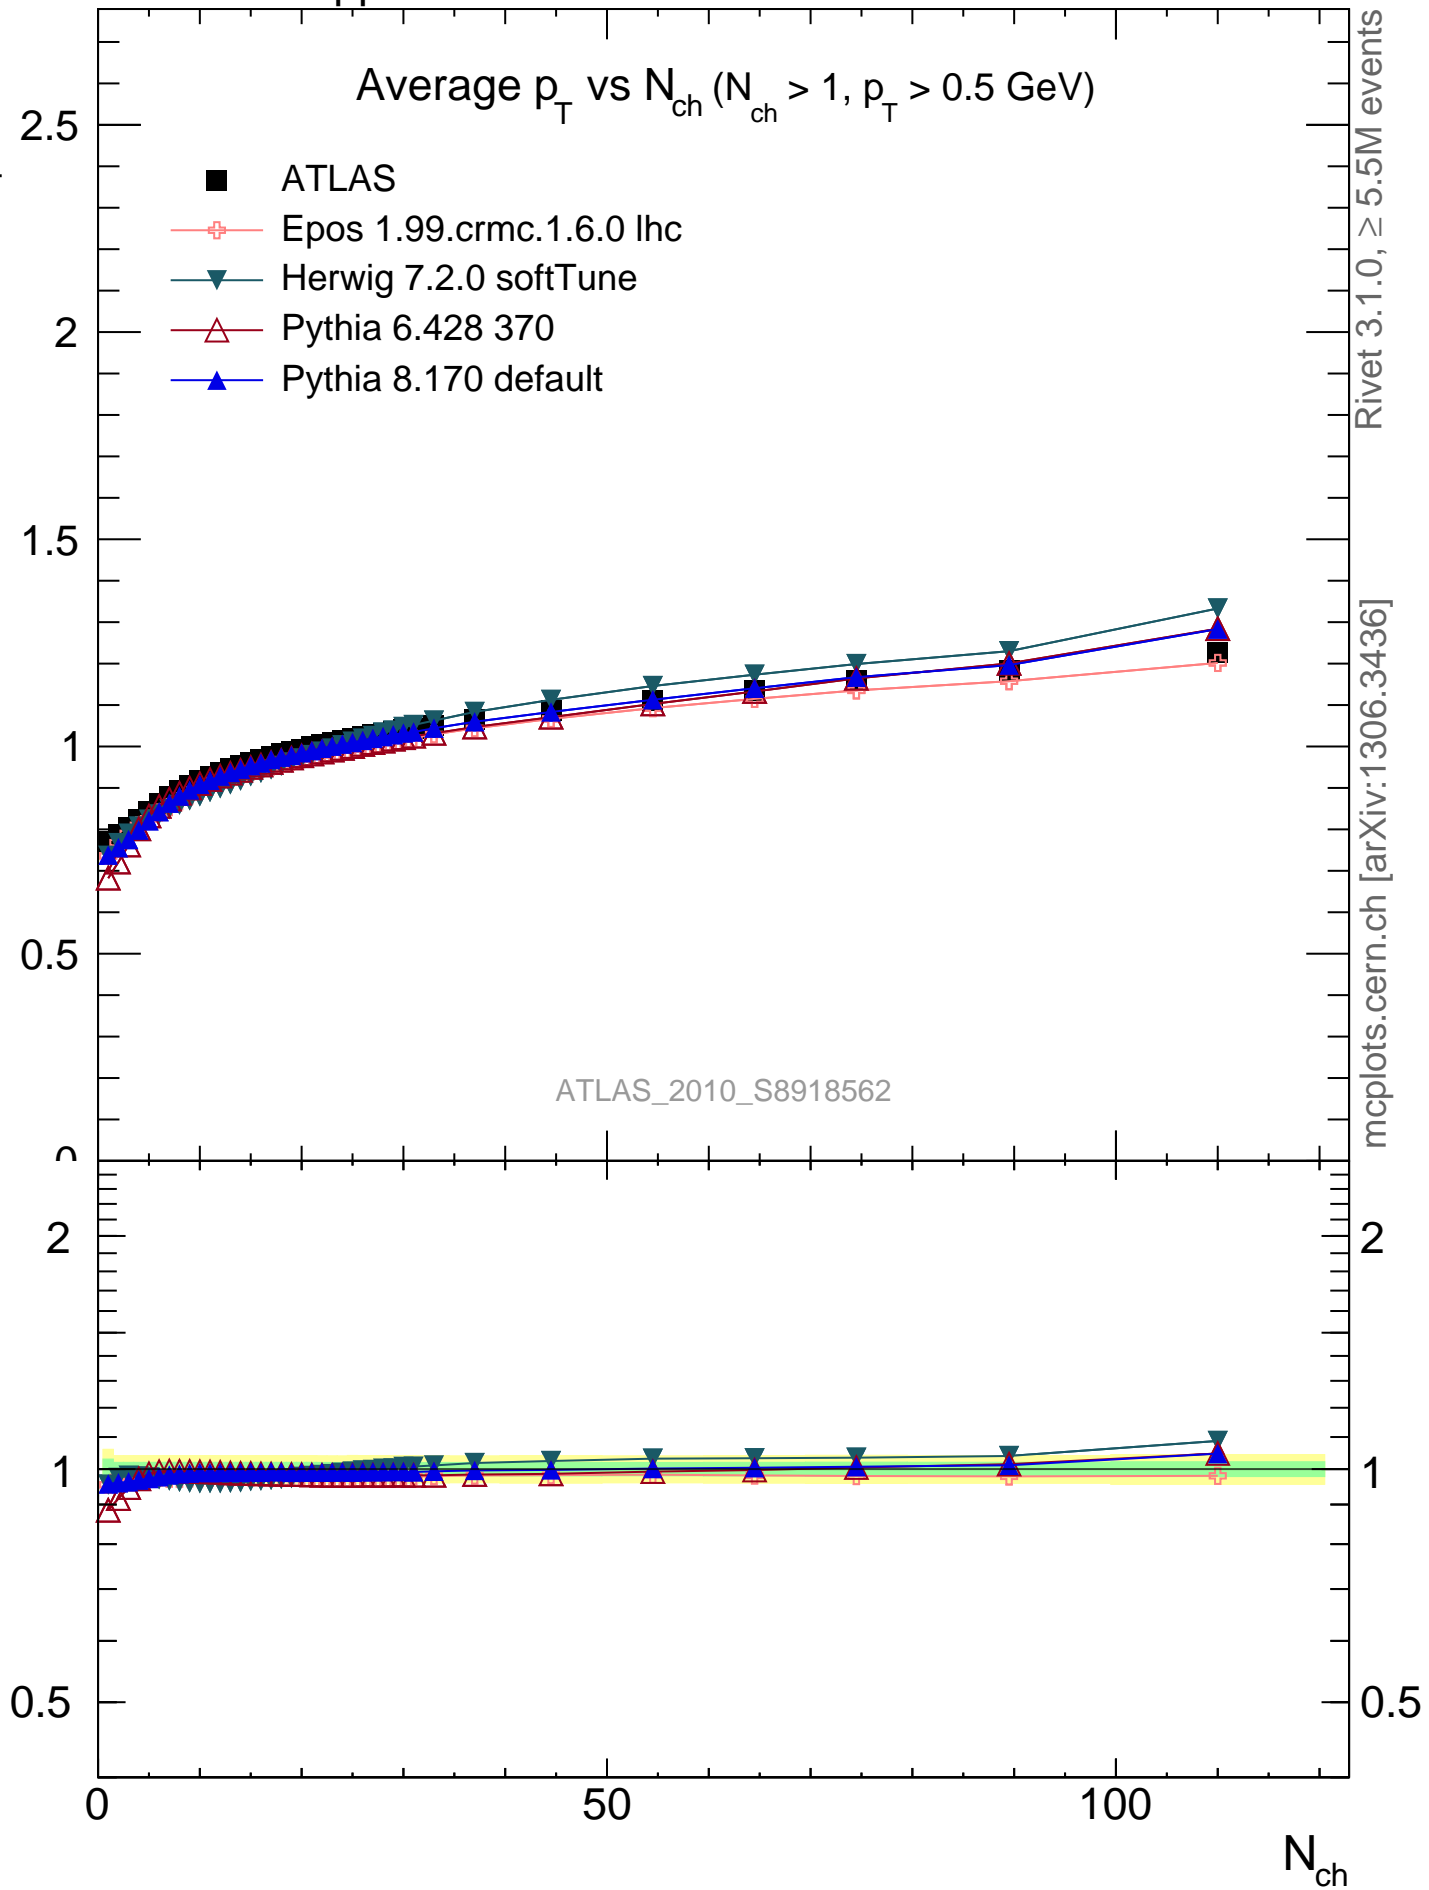 Average p_T vs N_ch (N_ch > 1, p_T > 0.5 GeV)
ATLAS
Epos 1.99.crmc.1.6.0 lhc
Herwig 7.2.0 softTune
Pythia 6.428 370
Pythia 8.170 default
2.5
2
1.5
1
0.5
0
ATLAS_2010_S8918562
Rivet 3.1.0, ≥ 5.5M events
mcplots.cern.ch [arXiv:1306.3436]
2
1
0.5
2
1
0.5
0
50
100
N_ch